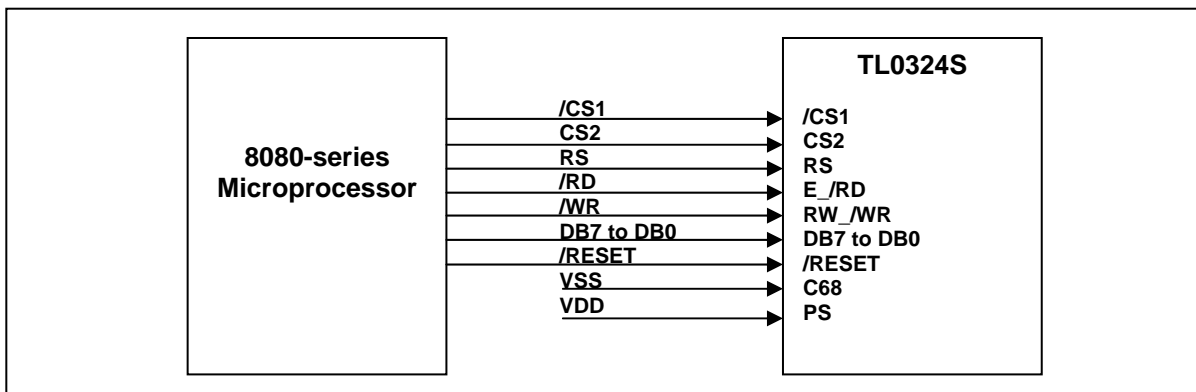 8080-series
Microprocessor
/CS1
CS2
RS
/RD
/WR
DB7 to DB0
/RESET
VSS
VDD
TL0324S
/CS1
CS2
RS
E_/RD
RW_/WR
DB7 to DB0
/RESET
C68
PS